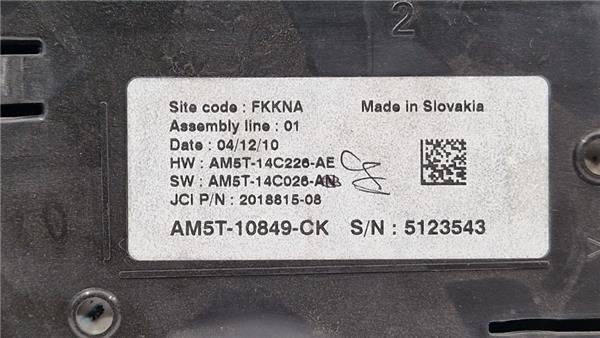 2
Site code : FKKNA Made in Slovakia
Assembly line : 01
Date : 04/12/10
HW: AM5T-14C226-AE
SW: AM5T-14C026-
JCI P/N : 2018815-08
AM5T-10849-CK S/N : 5123543
0